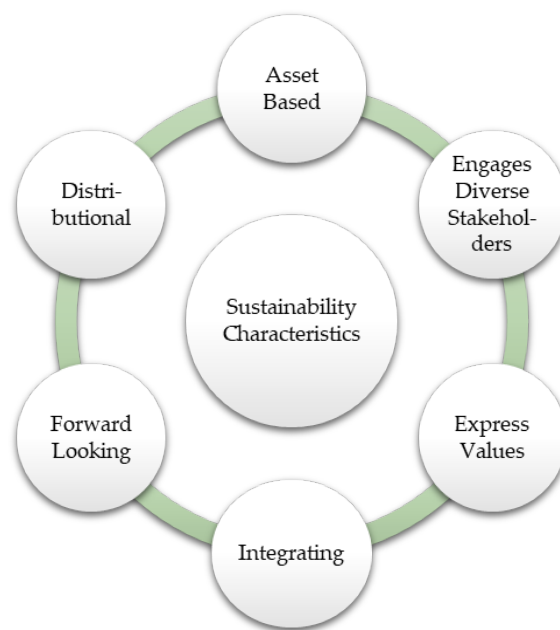 Asset
Based
Engages
Diverse
Stakehol-
ders
Express
Values
Integrating
Forward
Looking
Distri-
butional
Sustainability
Characteristics